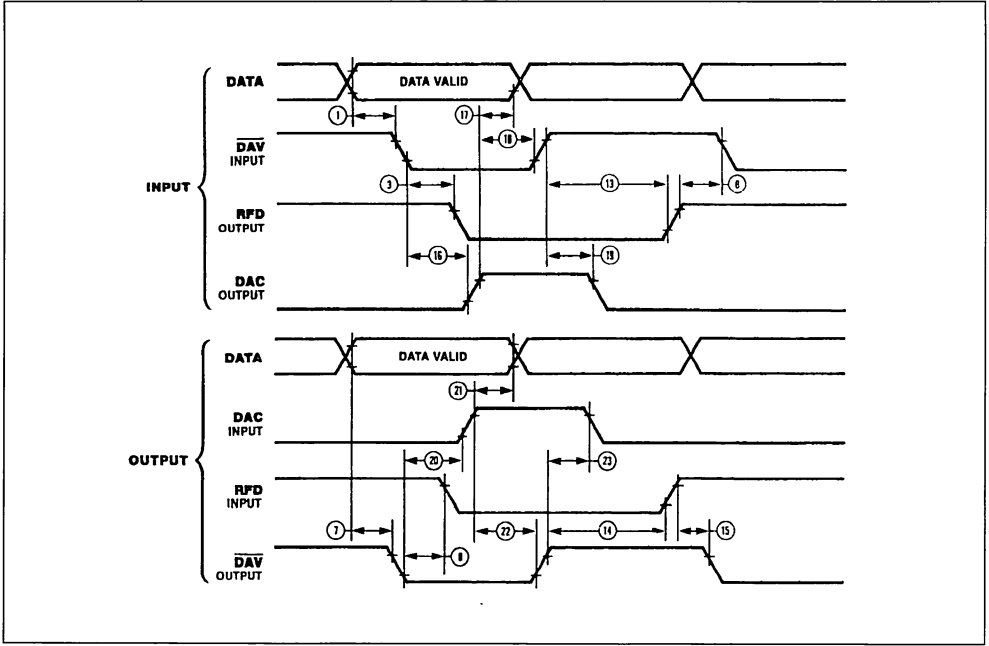 DATA
DATA VALID
1
17
18
DAV
INPUT
INPUT
3
13
6
RFD
OUTPUT
16
19
DAC
OUTPUT
DATA
DATA VALID
21
DAC
INPUT
OUTPUT
20
23
RFD
INPUT
7
8
22
14
15
DAV
OUTPUT